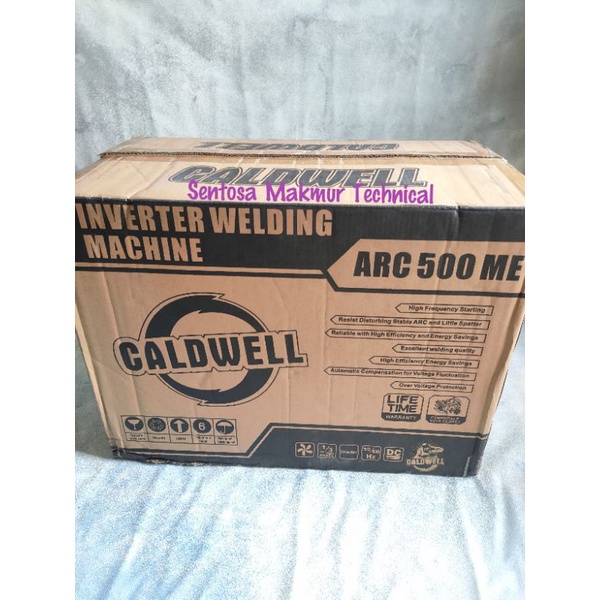 CALDWELL
CALDWELL
Sentosa Makmur Technical
INVERTER WELDING
MACHINE
ARC 500 ME
High Frequency Starting
Resist Disturbing Stable ARC and Little Spatter
Reliable with High Efficiency and Energy Savings
Excellent welding quality
High Efficiency Energy Savings
Automatic Compensation for Voltage Fluctuation
Over Voltage Protection
CALDWELL
LIFE
TIME
WARRANTY
6
DC
CALDWELL